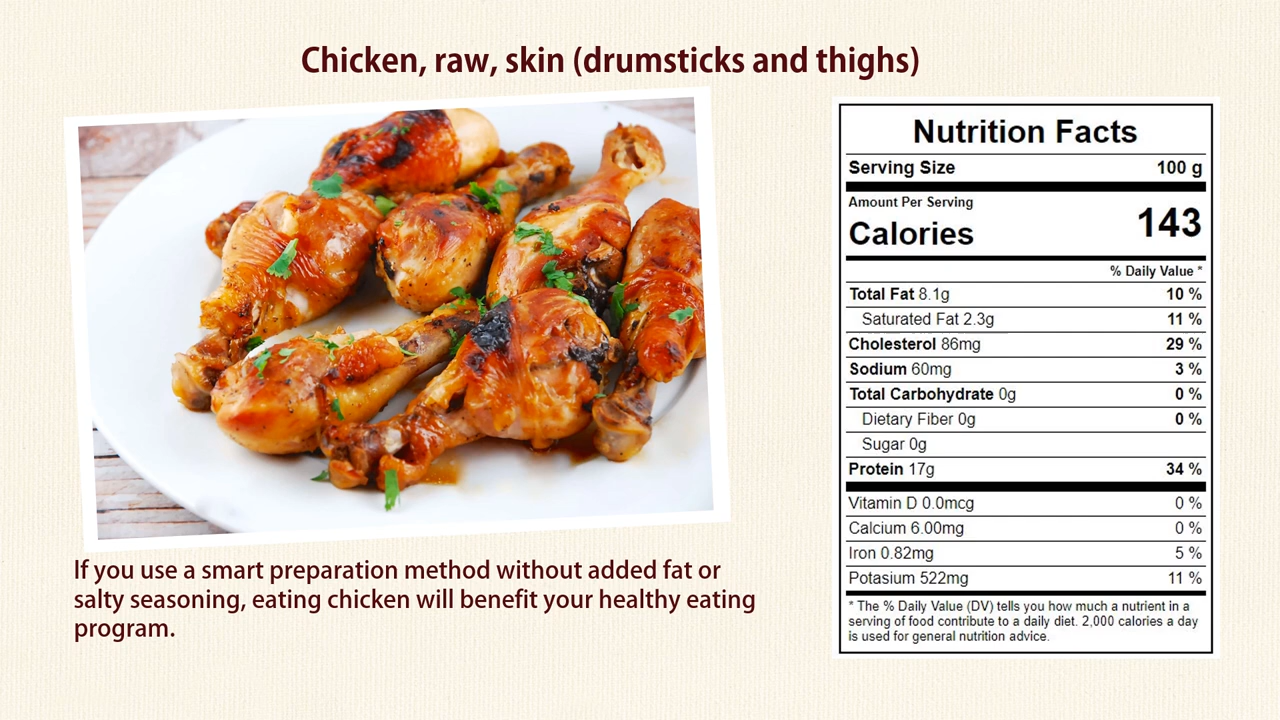 Chicken, raw, skin (drumsticks and thighs)
If you use a smart preparation method without added fat or
salty seasoning, eating chicken will benefit your healthy eating
program.
Nutrition Facts
Serving Size 100 g
Amount Per Serving
Calories 143
% Daily Value *
Total Fat 8.1g 10 %
Saturated Fat 2.3g 11 %
Cholesterol 86mg 29 %
Sodium 60mg 3 %
Total Carbohydrate 0g 0 %
Dietary Fiber 0g 0 %
Sugar 0g
Protein 17g 34 %
Vitamin D 0.0mcg 0 %
Calcium 6.00mg 0 %
Iron 0.82mg 5 %
Potasium 522mg 11 %
* The % Daily Value (DV) tells you how much a nutrient in a
serving of food contribute to a daily diet. 2,000 calories a day
is used for general nutrition advice.